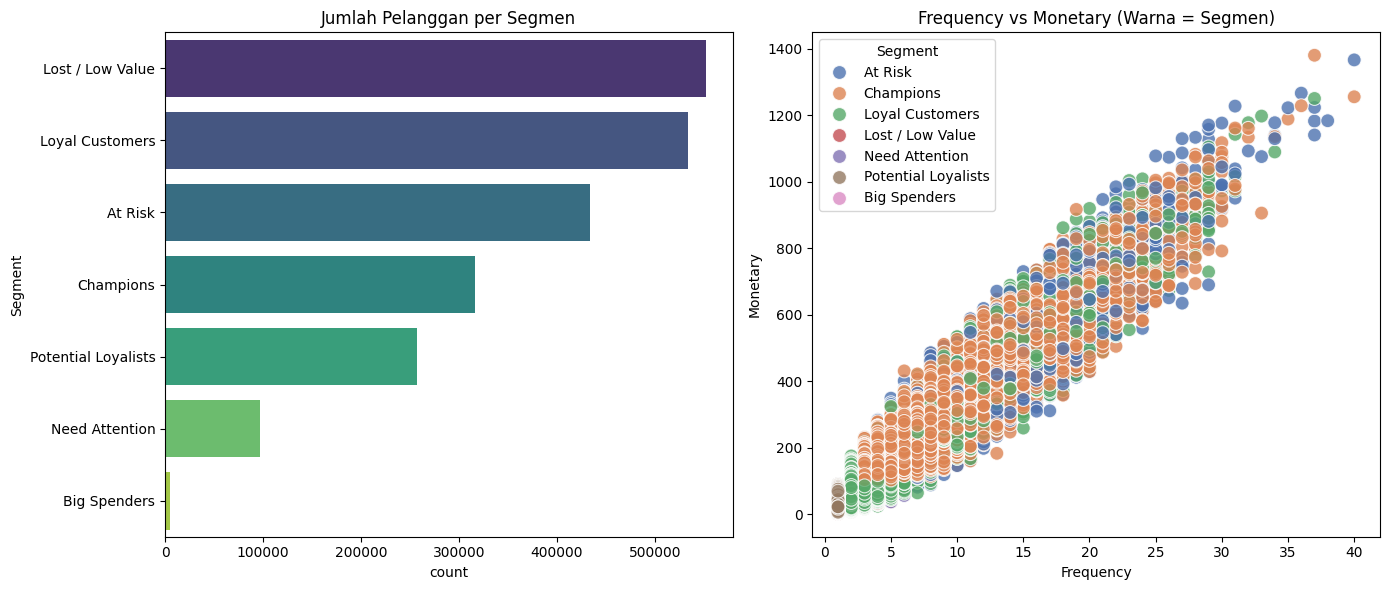 Jumlah Pelanggan per Segmen
Segment
Lost / Low Value
Loyal Customers
At Risk
Champions
Potential Loyalists
Need Attention
Big Spenders
0 100000 200000 300000 400000 500000
count
Frequency vs Monetary (Warna = Segmen)
Segment
At Risk
Champions
Loyal Customers
Lost / Low Value
Need Attention
Potential Loyalists
Big Spenders
Monetary
1400
1200
1000
800
600
400
200
0
0 5 10 15 20 25 30 35 40
Frequency